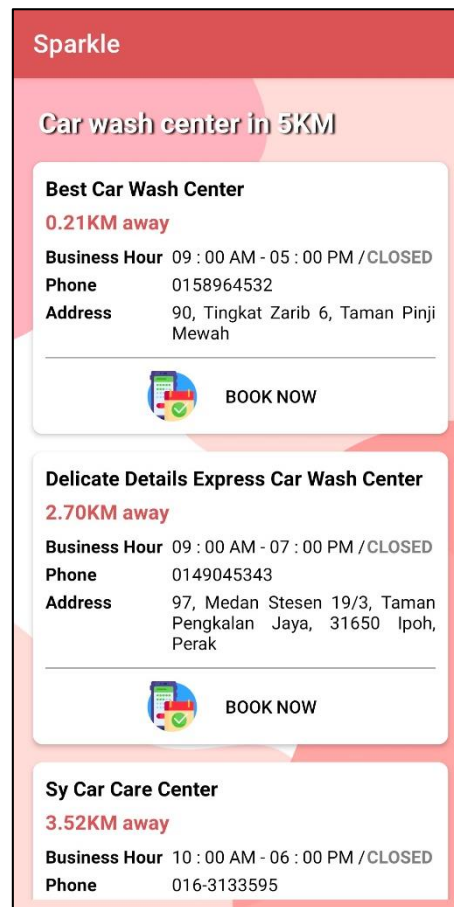 Sparkle
Car wash center in 5KM
Best Car Wash Center
0.21KM away
Business Hour 09 : 00 AM - 05 : 00 PM / CLOSED
Phone 0158964532
Address 90, Tingkat Zarib 6, Taman Pinji
Mewah
BOOK NOW
Delicate Details Express Car Wash Center
2.70KM away
Business Hour 09 : 00 AM - 07 : 00 PM / CLOSED
Phone 0149045343
Address 97, Medan Stesen 19/3, Taman
Pengkalan Jaya, 31650 Ipoh,
Perak
BOOK NOW
Sy Car Care Center
3.52KM away
Business Hour 10 : 00 AM - 06 : 00 PM / CLOSED
Phone 016-3133595